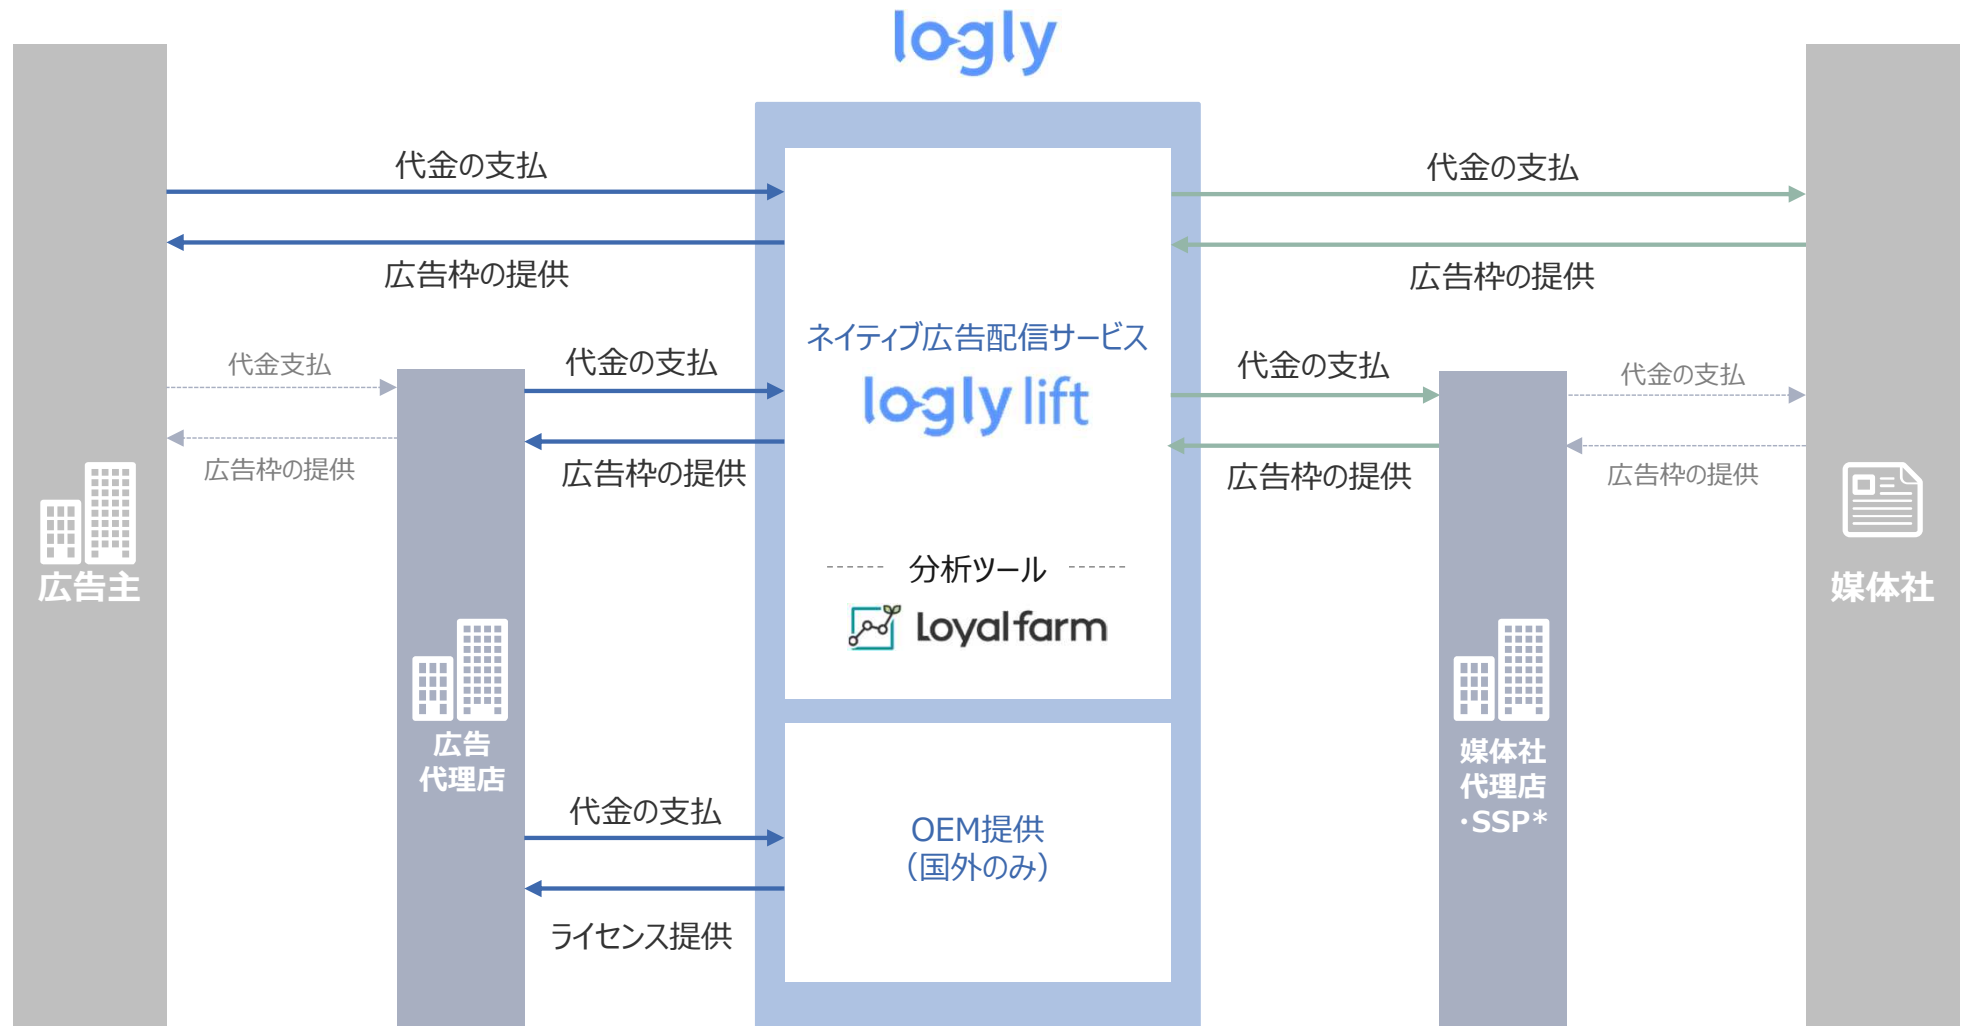 logly
代金の支払
広告枠の提供
代金の支払
広告枠の提供
代金支払
広告枠の提供
代金の支払
広告枠の提供
ネイティブ広告配信サービス
logly lift
代金の支払
広告枠の提供
代金の支払
広告枠の提供
分析ツール
Loyalfarm
広告主
媒体社
広告
代理店
媒体社
代理店
・SSP*
代金の支払
ライセンス提供
OEM提供
（国外のみ）